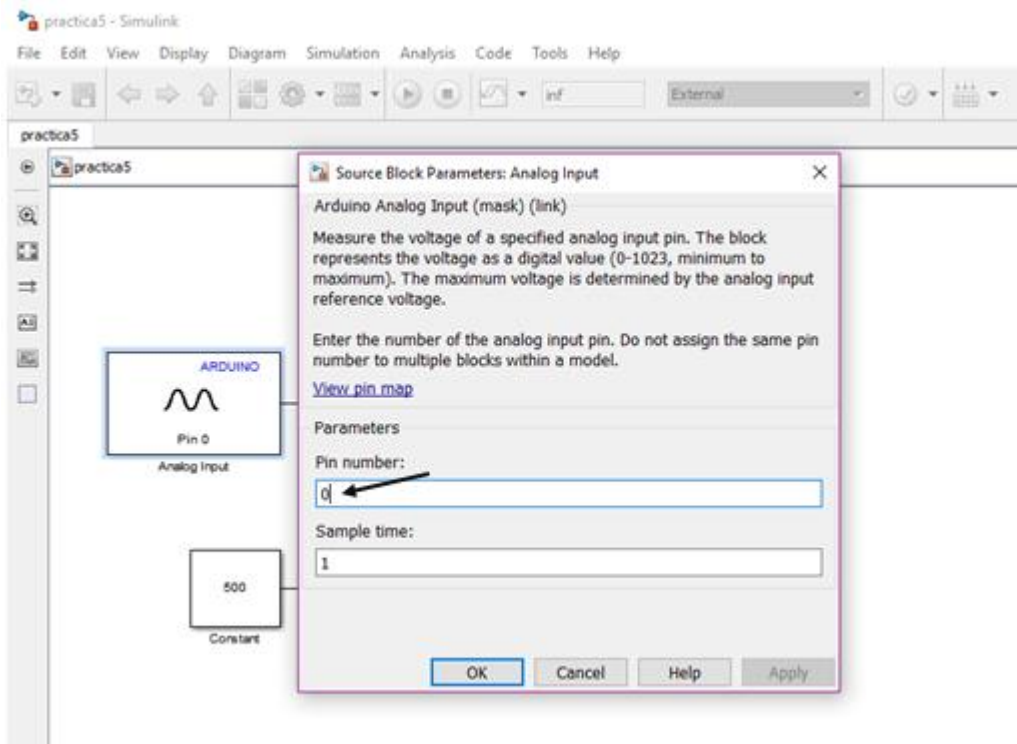 practica5 - Simulink
File Edit View Display Diagram Simulation Analysis Code Tools Help
inf External
practica5
practica5
Source Block Parameters: Analog Input
Arduino Analog Input (mask) (link)
Measure the voltage of a specified analog input pin. The block
represents the voltage as a digital value (0-1023, minimum to
maximum). The maximum voltage is determined by the analog input
reference voltage.
Enter the number of the analog input pin. Do not assign the same pin
number to multiple blocks within a model.
View pin map
Parameters
Pin number:
0
Sample time:
1
OK Cancel Help Apply
ARDUINO
Pin 0
Analog Input
500
Constant